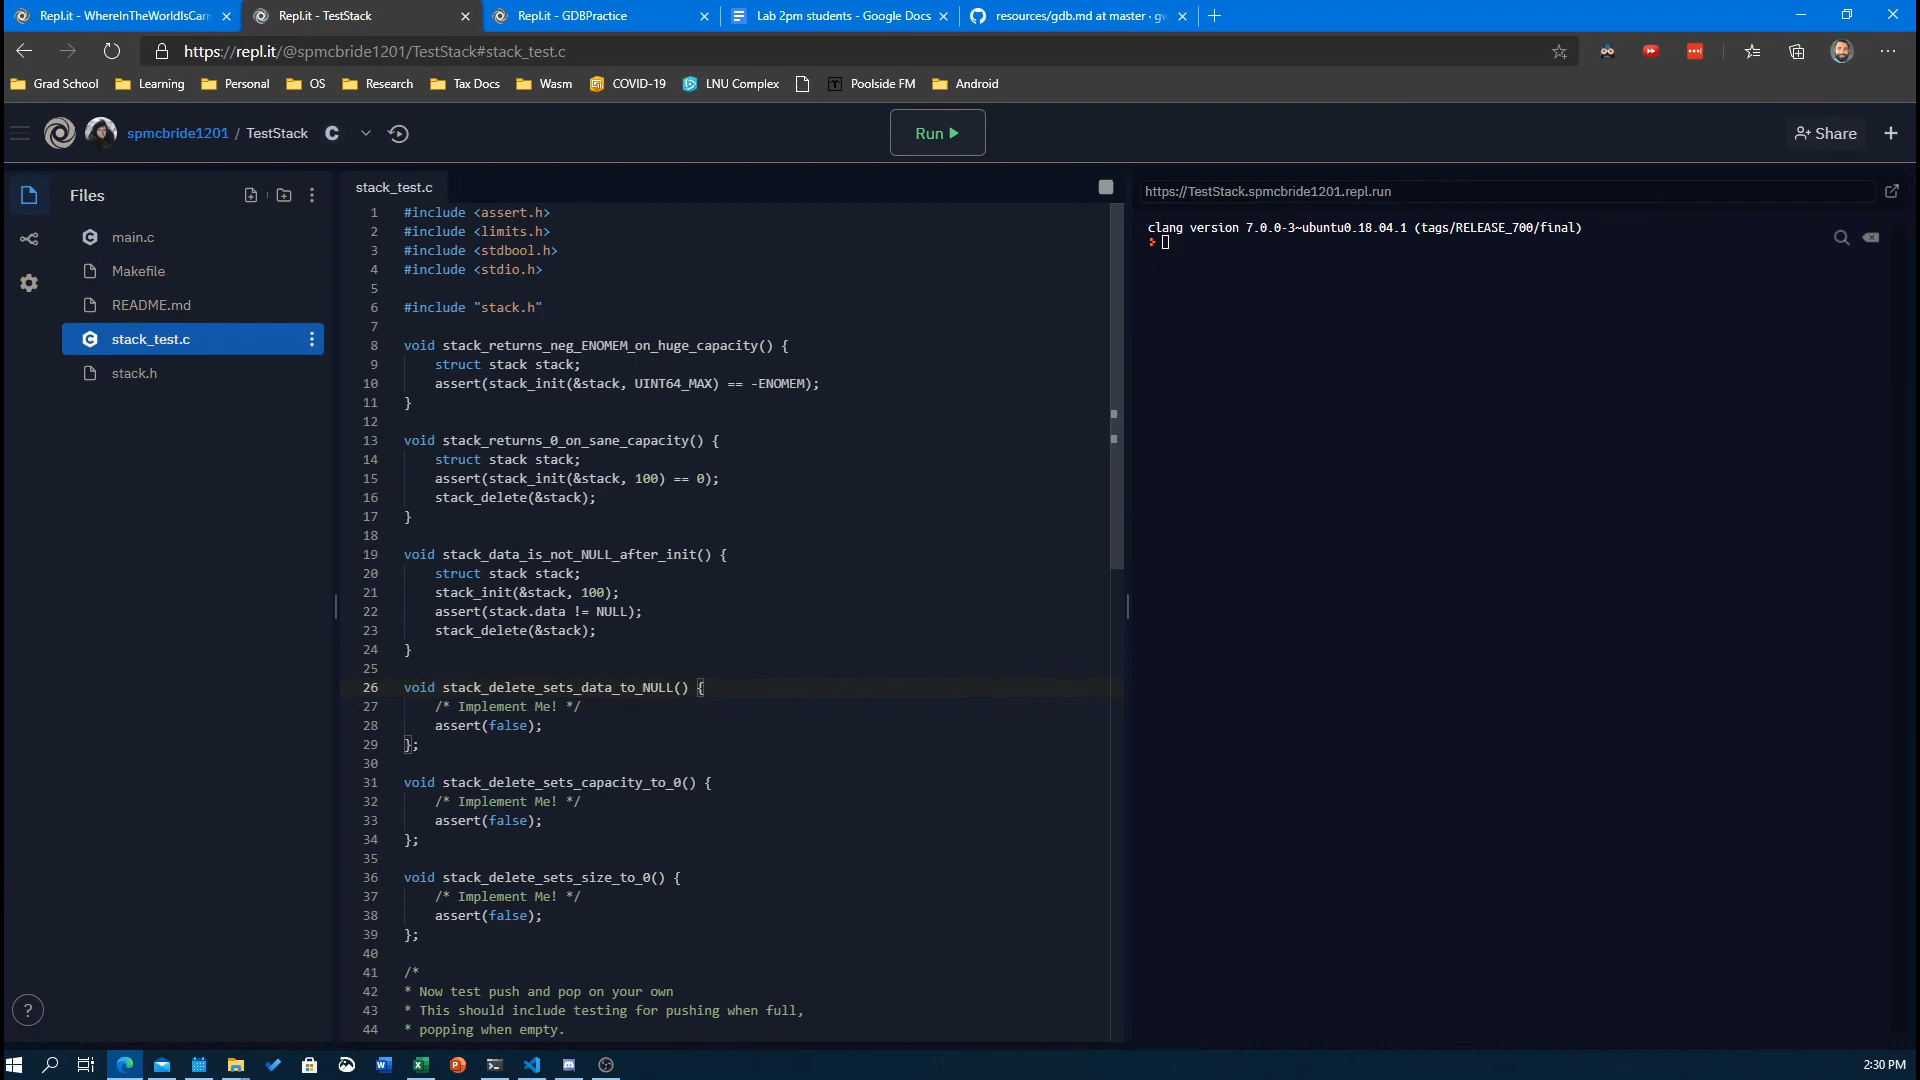 Repl.it - WhereInTheWorldIsCarm
Repl.it - TestStack
Repl.it - GDBPractice
Lab 2pm students - Google Docs
resources/gdb.md at master · gw
https://repl.it/@spmcbride1201/TestStack#stack_test.c
Grad School
Learning
Personal
OS
Research
Tax Docs
Wasm
COVID-19
LNU Complex
Poolside FM
Android
spmcbride1201 / TestStack
C
Run
Share
Files
main.c
Makefile
README.md
stack_test.c
stack.h
stack_test.c
1 #include <assert.h>
2 #include <limits.h>
3 #include <stdbool.h>
4 #include <stdio.h>
5
6 #include "stack.h"
7
8 void stack_returns_neg_ENOMEM_on_huge_capacity() {
9 struct stack stack;
10 assert(stack_init(&stack, UINT64_MAX) == -ENOMEM);
11 }
12
13 void stack_returns_0_on_sane_capacity() {
14 struct stack stack;
15 assert(stack_init(&stack, 100) == 0);
16 stack_delete(&stack);
17 }
18
19 void stack_data_is_not_NULL_after_init() {
20 struct stack stack;
21 stack_init(&stack, 100);
22 assert(stack.data != NULL);
23 stack_delete(&stack);
24 }
25
26 void stack_delete_sets_data_to_NULL() {
27 /* Implement Me! */
28 assert(false);
29 };
30
31 void stack_delete_sets_capacity_to_0() {
32 /* Implement Me! */
33 assert(false);
34 };
35
36 void stack_delete_sets_size_to_0() {
37 /* Implement Me! */
38 assert(false);
39 };
40
41 /*
42 * Now test push and pop on your own
43 * This should include testing for pushing when full,
44 * popping when empty.
https://TestStack.spmcbride1201.repl.run
clang version 7.0.0-3~ubuntu0.18.04.1 (tags/RELEASE_700/final)
?
2:30 PM